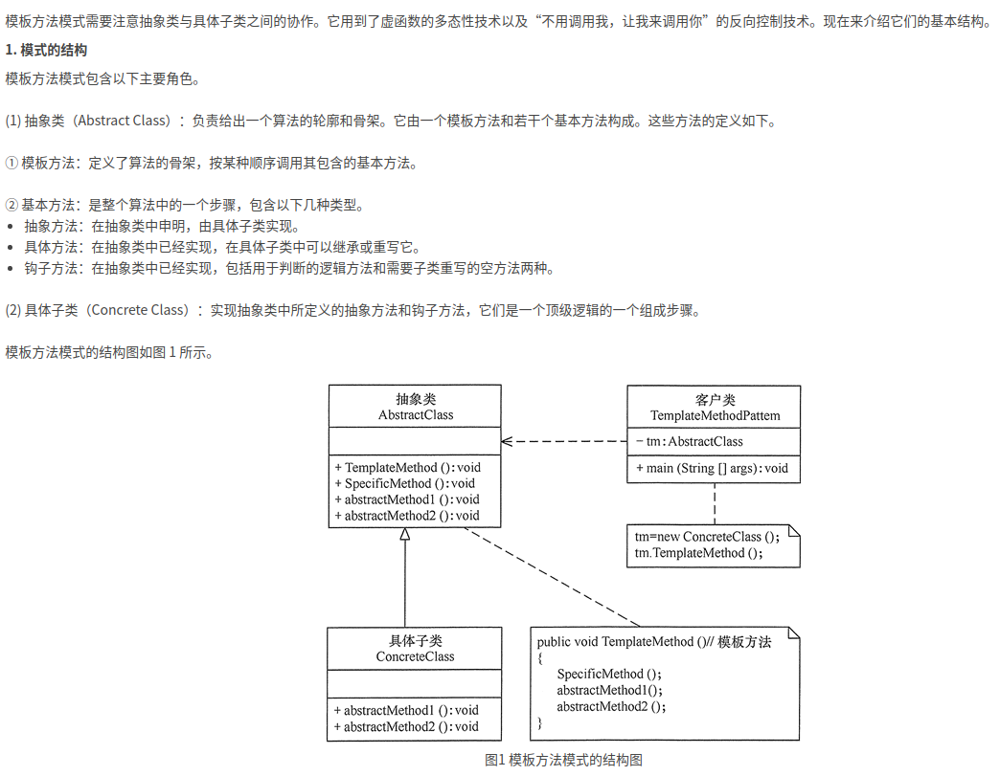 模板方法模式需要注意抽象类与具体子类之间的协作。它用到了虚函数的多态性技术以及“不用调用我，让我来调用你”的反向控制技术。现在来介绍它们的基本结构。
1. 模式的结构
模板方法模式包含以下主要角色。
(1) 抽象类（Abstract Class）：负责给出一个算法的轮廓和骨架。它由一个模板方法和若干个基本方法构成。这些方法的定义如下。
① 模板方法：定义了算法的骨架，按某种顺序调用其包含的基本方法。
② 基本方法：是整个算法中的一个步骤，包含以下几种类型。
• 抽象方法：在抽象类中申明，由具体子类实现。
• 具体方法：在抽象类中已经实现，在具体子类中可以继承或重写它。
• 钩子方法：在抽象类中已经实现，包括用于判断的逻辑方法和需要子类重写的空方法两种。
(2) 具体子类（Concrete Class）：实现抽象类中所定义的抽象方法和钩子方法，它们是一个顶级逻辑的一个组成步骤。
模板方法模式的结构图如图 1 所示。
抽象类
AbstractClass
+ TemplateMethod ():void
+ SpecificMethod ():void
+ abstractMethod1 ():void
+ abstractMethod2 ():void
客户类
TemplateMethodPattem
− tm:AbstractClass
+ main (String [] args):void
tm=new ConcreteClass ();
tm.TemplateMethod ();
具体子类
ConcreteClass
+ abstractMethod1 ():void
+ abstractMethod2 ():void
public void TemplateMethod ()// 模板方法
{
SpecificMethod ();
abstractMethod1();
abstractMethod2 ();
}
图1 模板方法模式的结构图